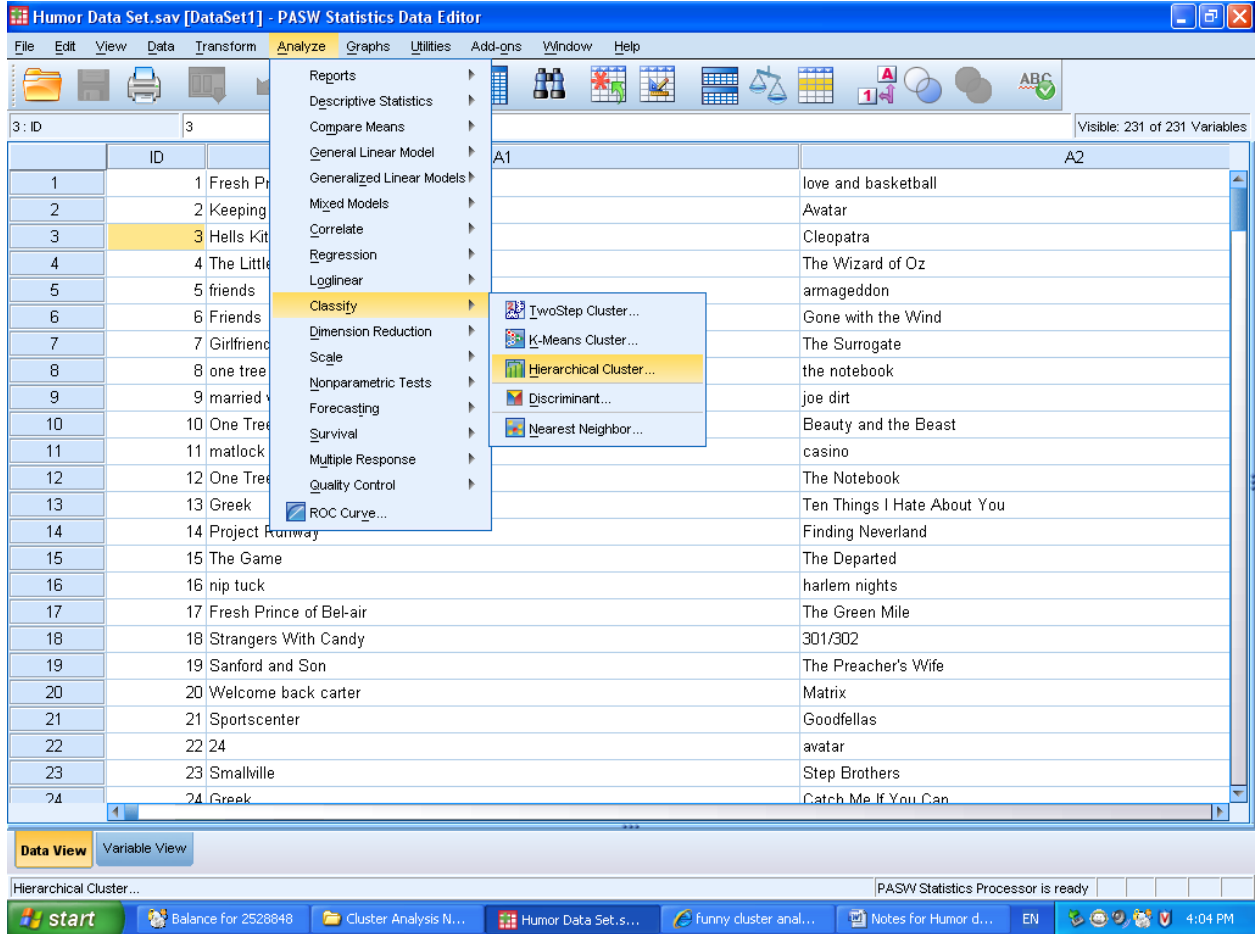 Humor Data Set.sav [DataSet1] - PASW Statistics Data Editor
File Edit View Data Transform Analyze Graphs Utilities Add-ons Window Help
3 : ID 3 Visible: 231 of 231 Variables
ID A1 A2
1 1 Fresh Pr love and basketball
2 2 Keeping Avatar
3 3 Hells Kit Cleopatra
4 4 The Little The Wizard of Oz
5 5 friends armageddon
6 6 Friends Gone with the Wind
7 7 Girlfriend The Surrogate
8 8 one tree the notebook
9 9 married joe dirt
10 10 One Tree Beauty and the Beast
11 11 matlock casino
12 12 One Tree The Notebook
13 13 Greek Ten Things I Hate About You
14 14 Project Runway Finding Neverland
15 15 The Game The Departed
16 16 nip tuck harlem nights
17 17 Fresh Prince of Bel-air The Green Mile
18 18 Strangers With Candy 301/302
19 19 Sanford and Son The Preacher's Wife
20 20 Welcome back carter Matrix
21 21 Sportscenter Goodfellas
22 22 24 avatar
23 23 Smallville Step Brothers
24 24 Greek Catch Me If You Can
Reports
Descriptive Statistics
Compare Means
General Linear Model
Generalized Linear Models
Mixed Models
Correlate
Regression
Loglinear
Classify
Dimension Reduction
Scale
Nonparametric Tests
Forecasting
Survival
Multiple Response
Quality Control
ROC Curve...
TwoStep Cluster...
K-Means Cluster...
Hierarchical Cluster...
Discriminant...
Nearest Neighbor...
Data View Variable View
Hierarchical Cluster... PASW Statistics Processor is ready
start Balance for 2528848 Cluster Analysis N... Humor Data Set.s... funny cluster anal... Notes for Humor d... EN 4:04 PM